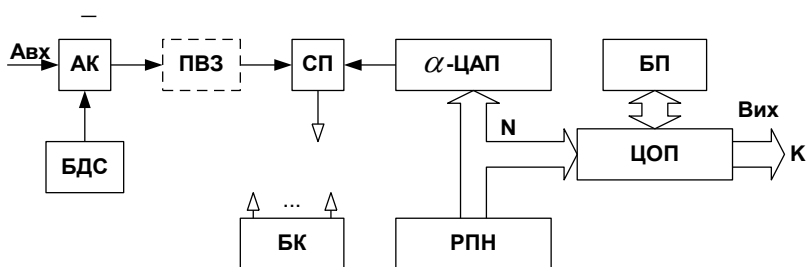 Авх
АК
ПВЗ
СП
α-ЦАП
БП
Вих
N
БДС
ЦОП
K
...
БК
РПН